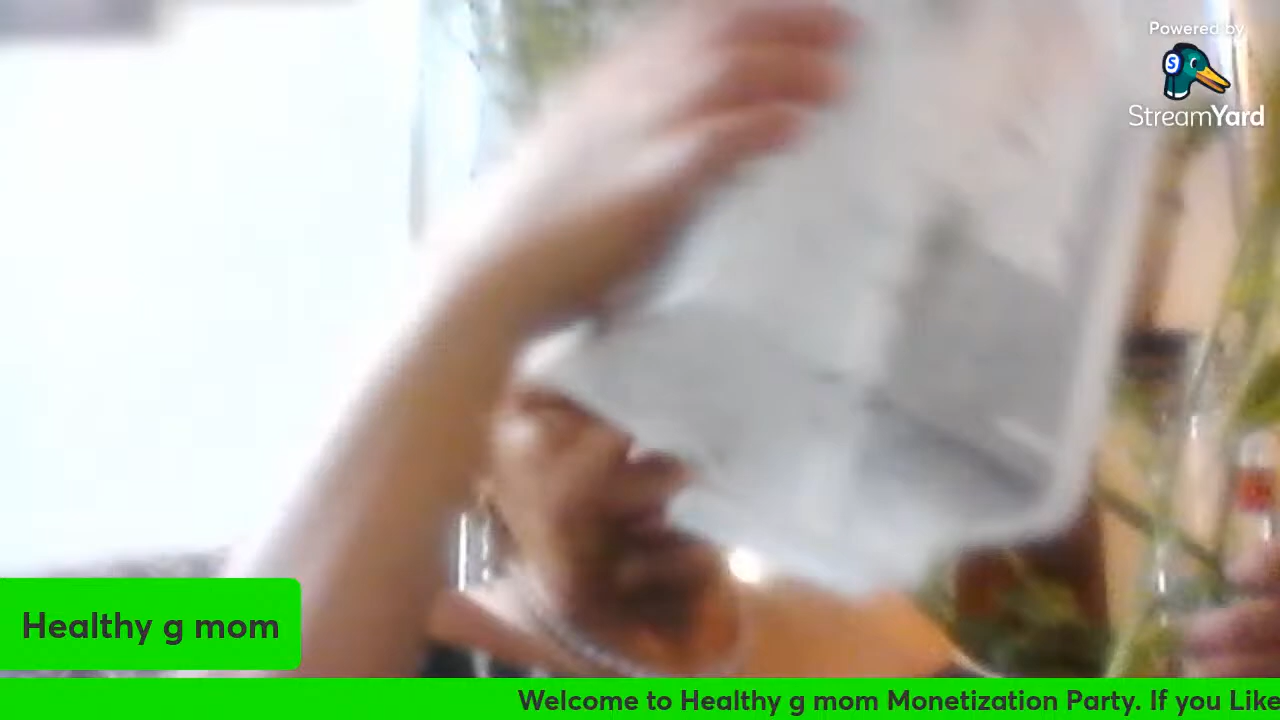 Powered by
S
StreamYard
Healthy g mom
Welcome to Healthy g mom Monetization Party. If you Like